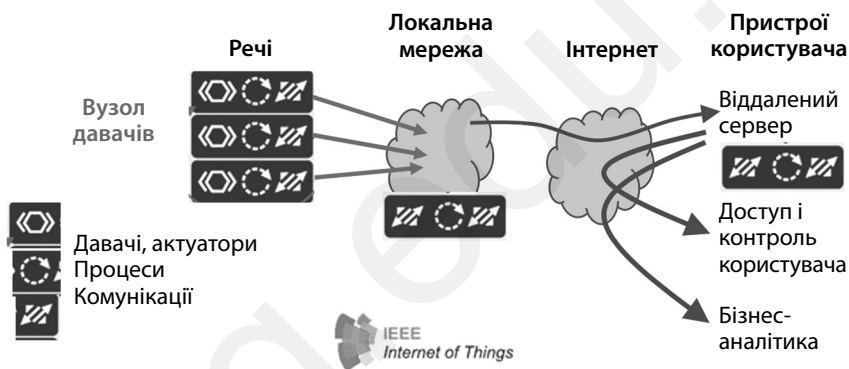 Речі
Локальна
мережа
Інтернет
Пристрої
користувача
Вузол
давачів
Віддалений
сервер
Доступ і
контроль
користувача
Бізнес-
аналітика
Давачі, актуатори
Процеси
Комунікації
IEEE
Internet of Things